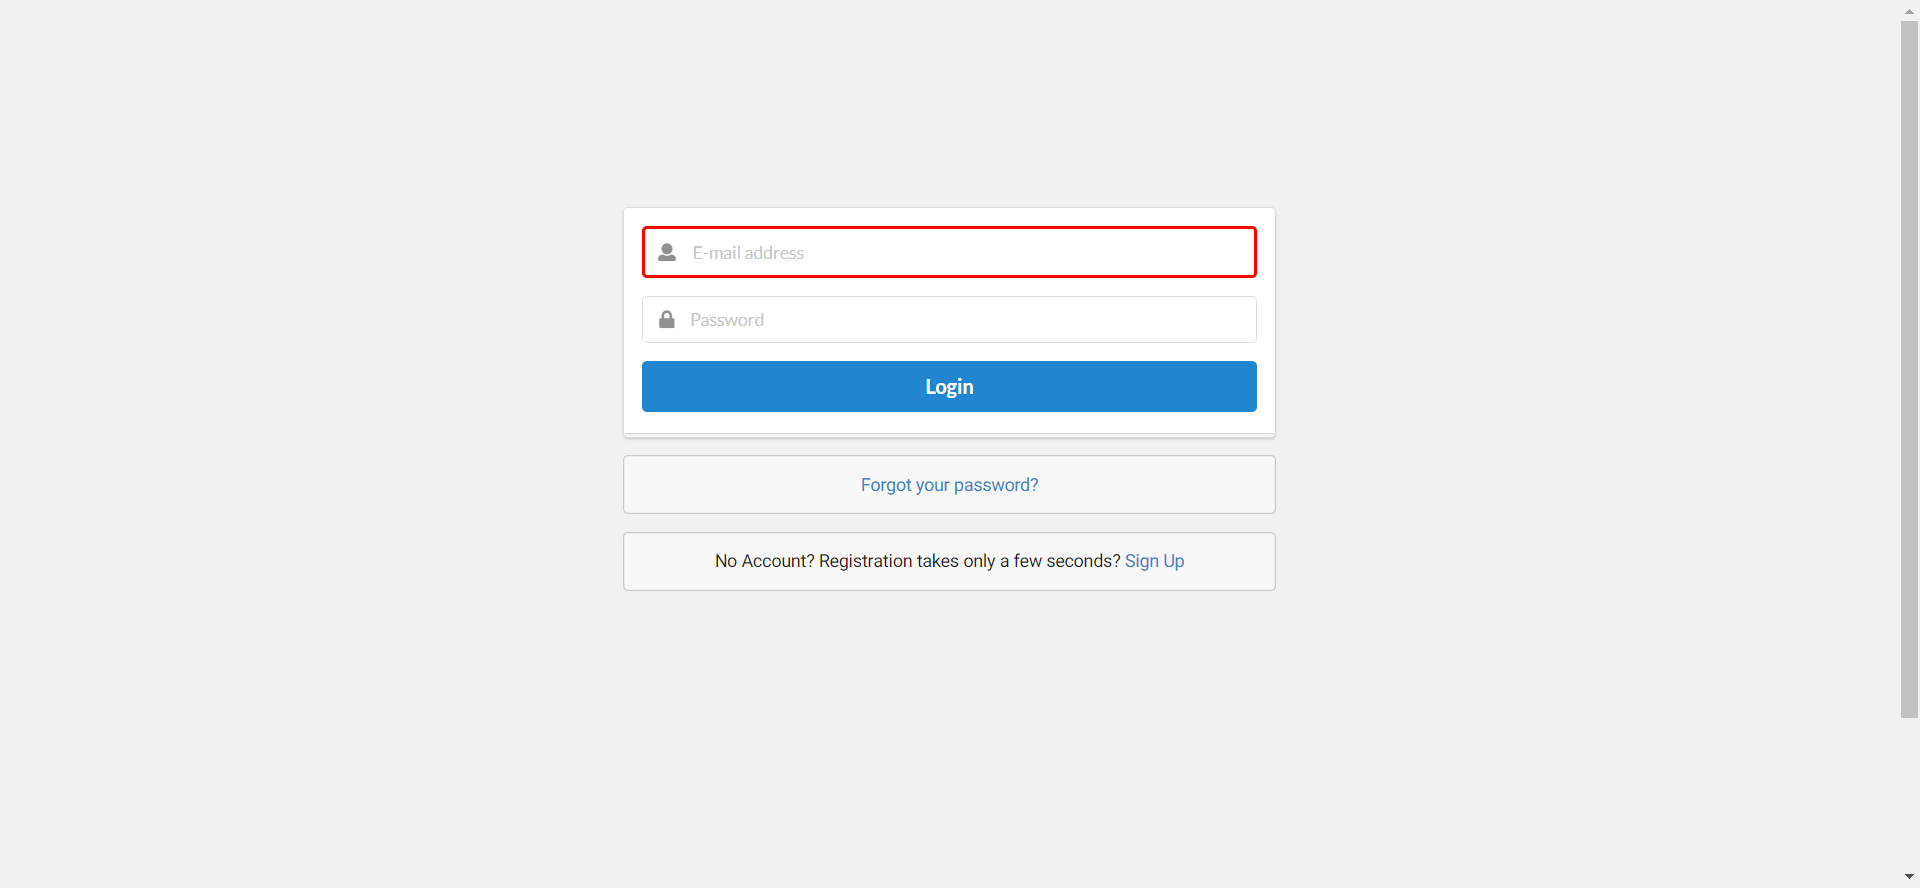 E-mail address
Password
Login
Forgot your password?
No Account? Registration takes only a few seconds? Sign Up